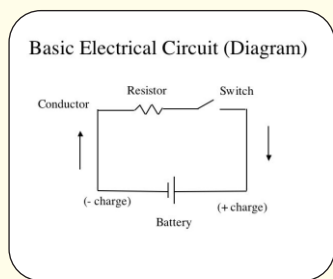 Basic Electrical Circuit (Diagram)
Resistor
Switch
Conductor
(- charge)
(+ charge)
Battery